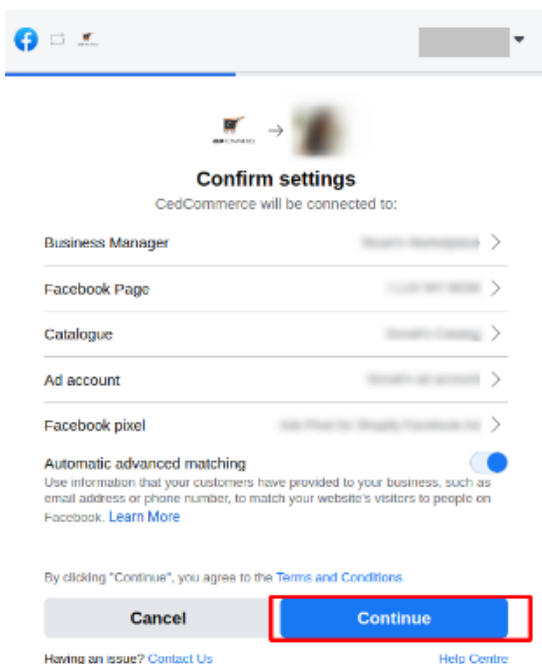 Confirm settings
CedCommerce will be connected to:
Business Manager
Facebook Page
Catalogue
Ad account
Facebook pixel
Automatic advanced matching
Use information that your customers have provided to your business, such as
email address or phone number, to match your website's visitors to people on
Facebook. Learn More
By clicking "Continue", you agree to the Terms and Conditions
Cancel Continue
Having an issue? Contact Us Help Centre